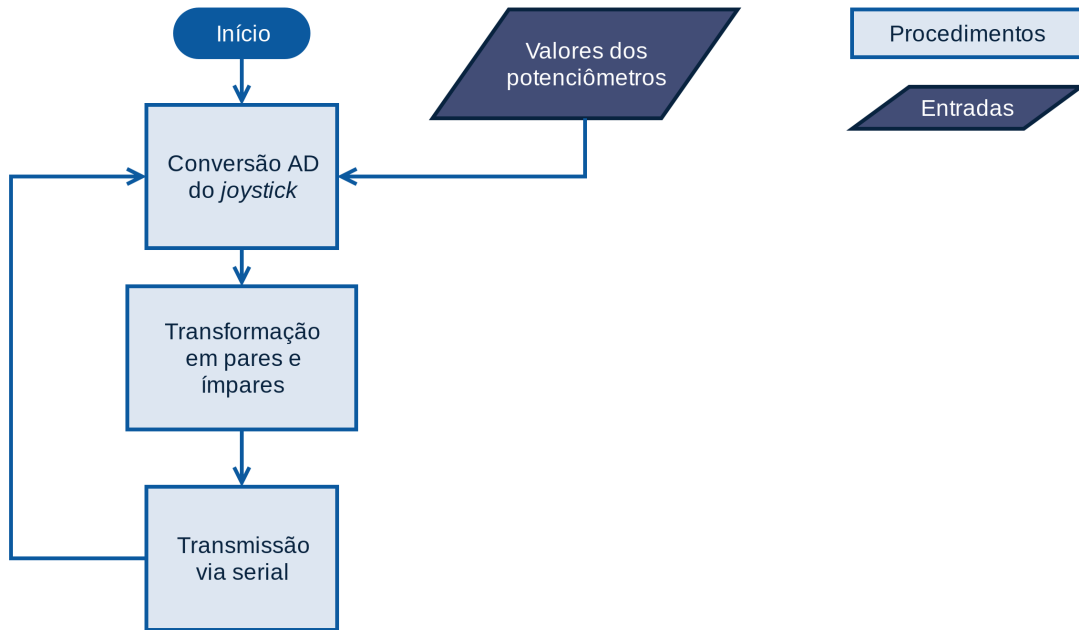 Início
Valores dos
potenciômetros
Procedimentos
Entradas
Conversão AD
do joystick
Transformação
em pares e
ímpares
Transmissão
via serial